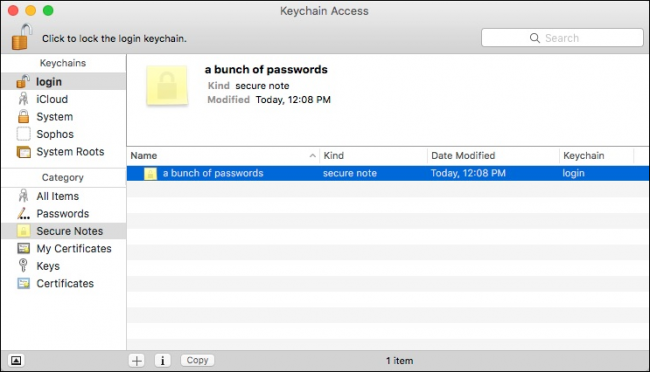 Keychain Access
Click to lock the login keychain.
Search
Keychains
login
iCloud
System
Sophos
System Roots
Category
All Items
Passwords
Secure Notes
My Certificates
Keys
Certificates
a bunch of passwords
Kind secure note
Modified Today, 12:08 PM
Name Kind Date Modified Keychain
a bunch of passwords secure note Today, 12:08 PM login
+ i Copy 1 item